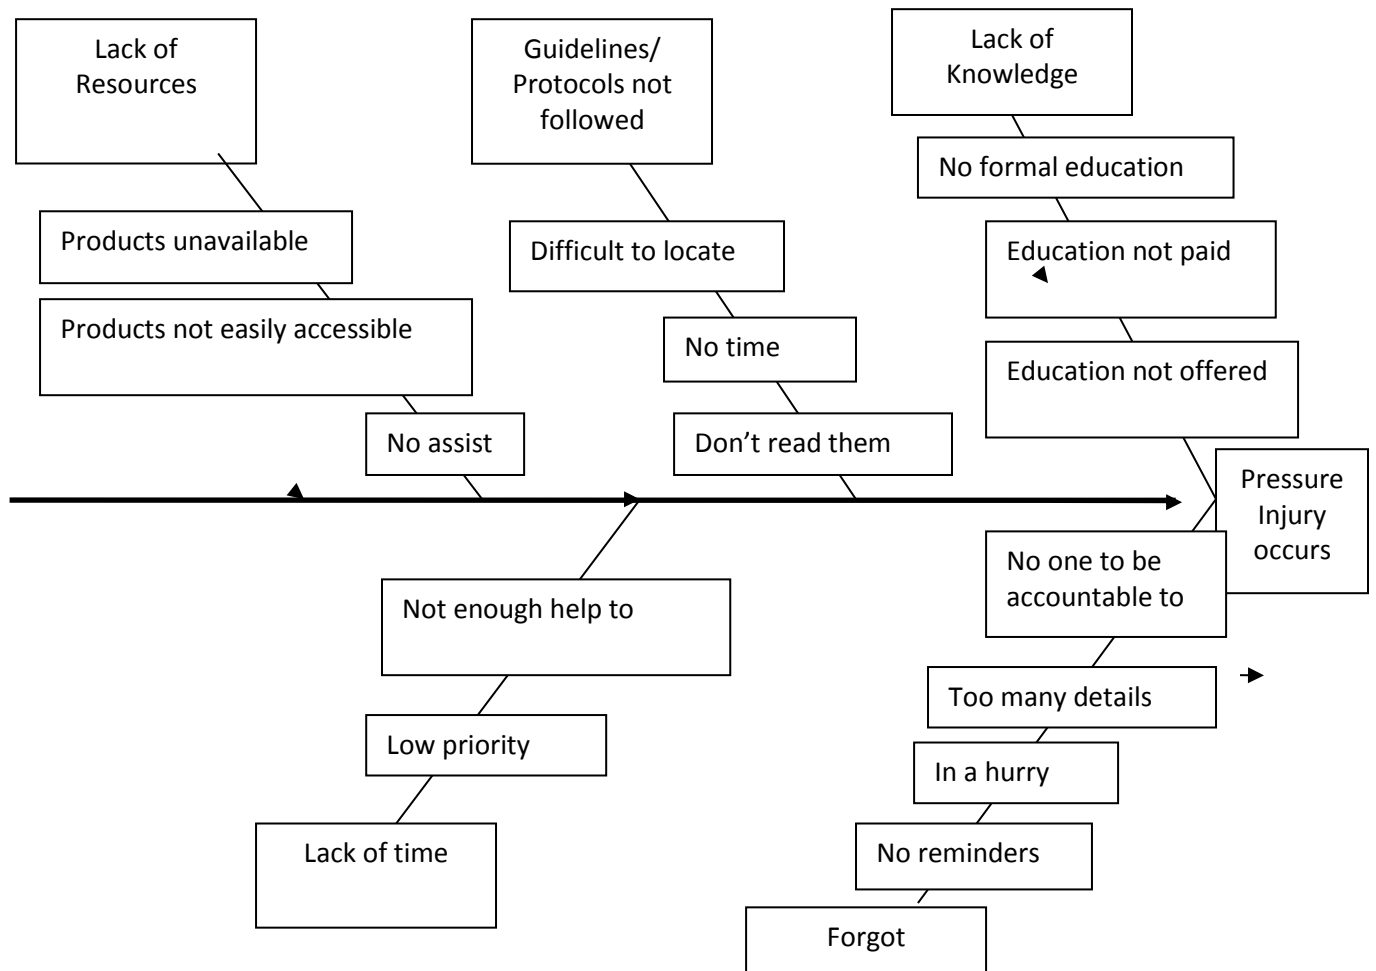 Lack of
Resources
Guidelines/
Protocols not
followed
Lack of
Knowledge
No formal education
Products unavailable
Difficult to locate
Education not paid
Products not easily accessible
No time
Education not offered
No assist
Don’t read them
Pressure
Injury
occurs
No one to be
accountable to
Not enough help to
Too many details
Low priority
In a hurry
Lack of time
No reminders
Forgot